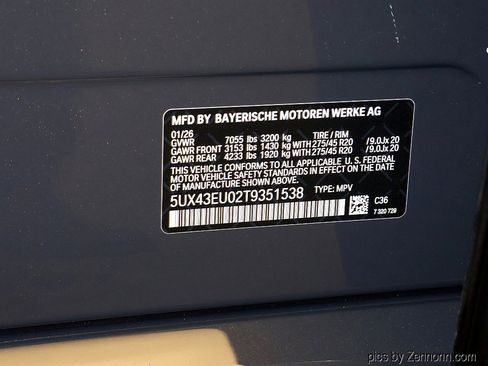 MFD BY BAYERISCHE MOTOREN WERKE AG
01/26
GVWR 7055 lbs 3200 kg TIRE / RIM
GAWR FRONT 3153 lbs 1430 kg WITH 275/45 R20 / 9.0Jx 20
GAWR REAR 4233 lbs 1920 kg WITH 275/45 R20 / 9.0Jx 20
THIS VEHICLE CONFORMS TO ALL APPLICABLE U.S. FEDERAL
MOTOR VEHICLE SAFETY STANDARDS IN EFFECT ON THE DATE
OF MANUFACTURE SHOWN ABOVE.
5UX43EU02T9351538 TYPE: MPV
C36
7 320 729
pics by Zennonn.com